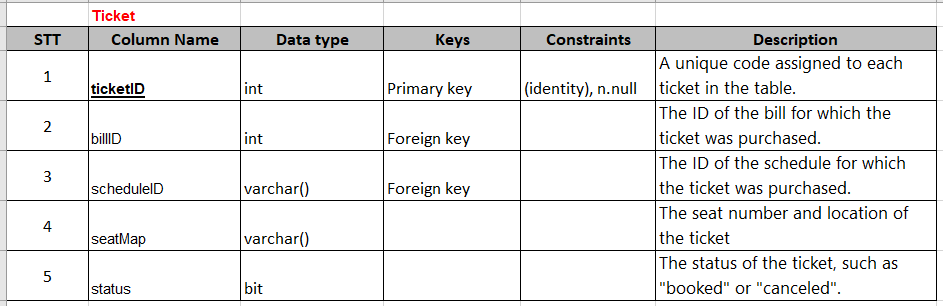 Ticket
STT Column Name Data type Keys Constraints Description
1 ticketID int Primary key (identity), n.null A unique code assigned to each
ticket in the table.
2 billID int Foreign key The ID of the bill for which the
ticket was purchased.
3 scheduleID varchar() Foreign key The ID of the schedule for which
the ticket was purchased.
4 seatMap varchar() The seat number and location of
the ticket
5 status bit The status of the ticket, such as
"booked" or "canceled".